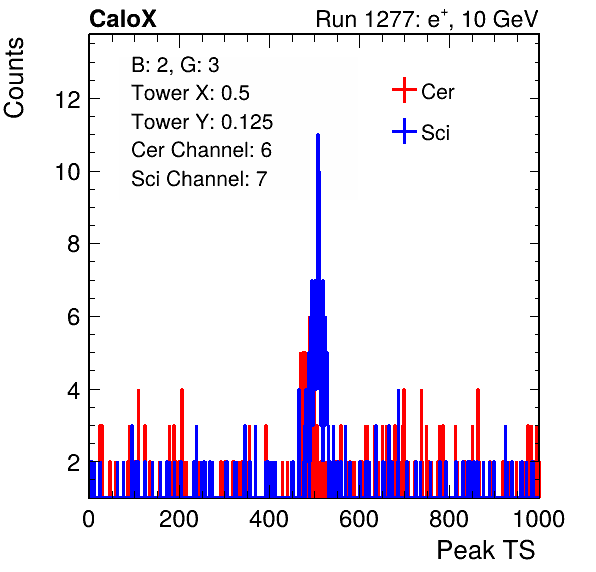 CaloX Run 1277: e⁺, 10 GeV
Counts
B: 2, G: 3
Tower X: 0.5
Tower Y: 0.125
Cer Channel: 6
Sci Channel: 7
Cer
Sci
12
10
8
6
4
2
0 200 400 600 800 1000
Peak TS